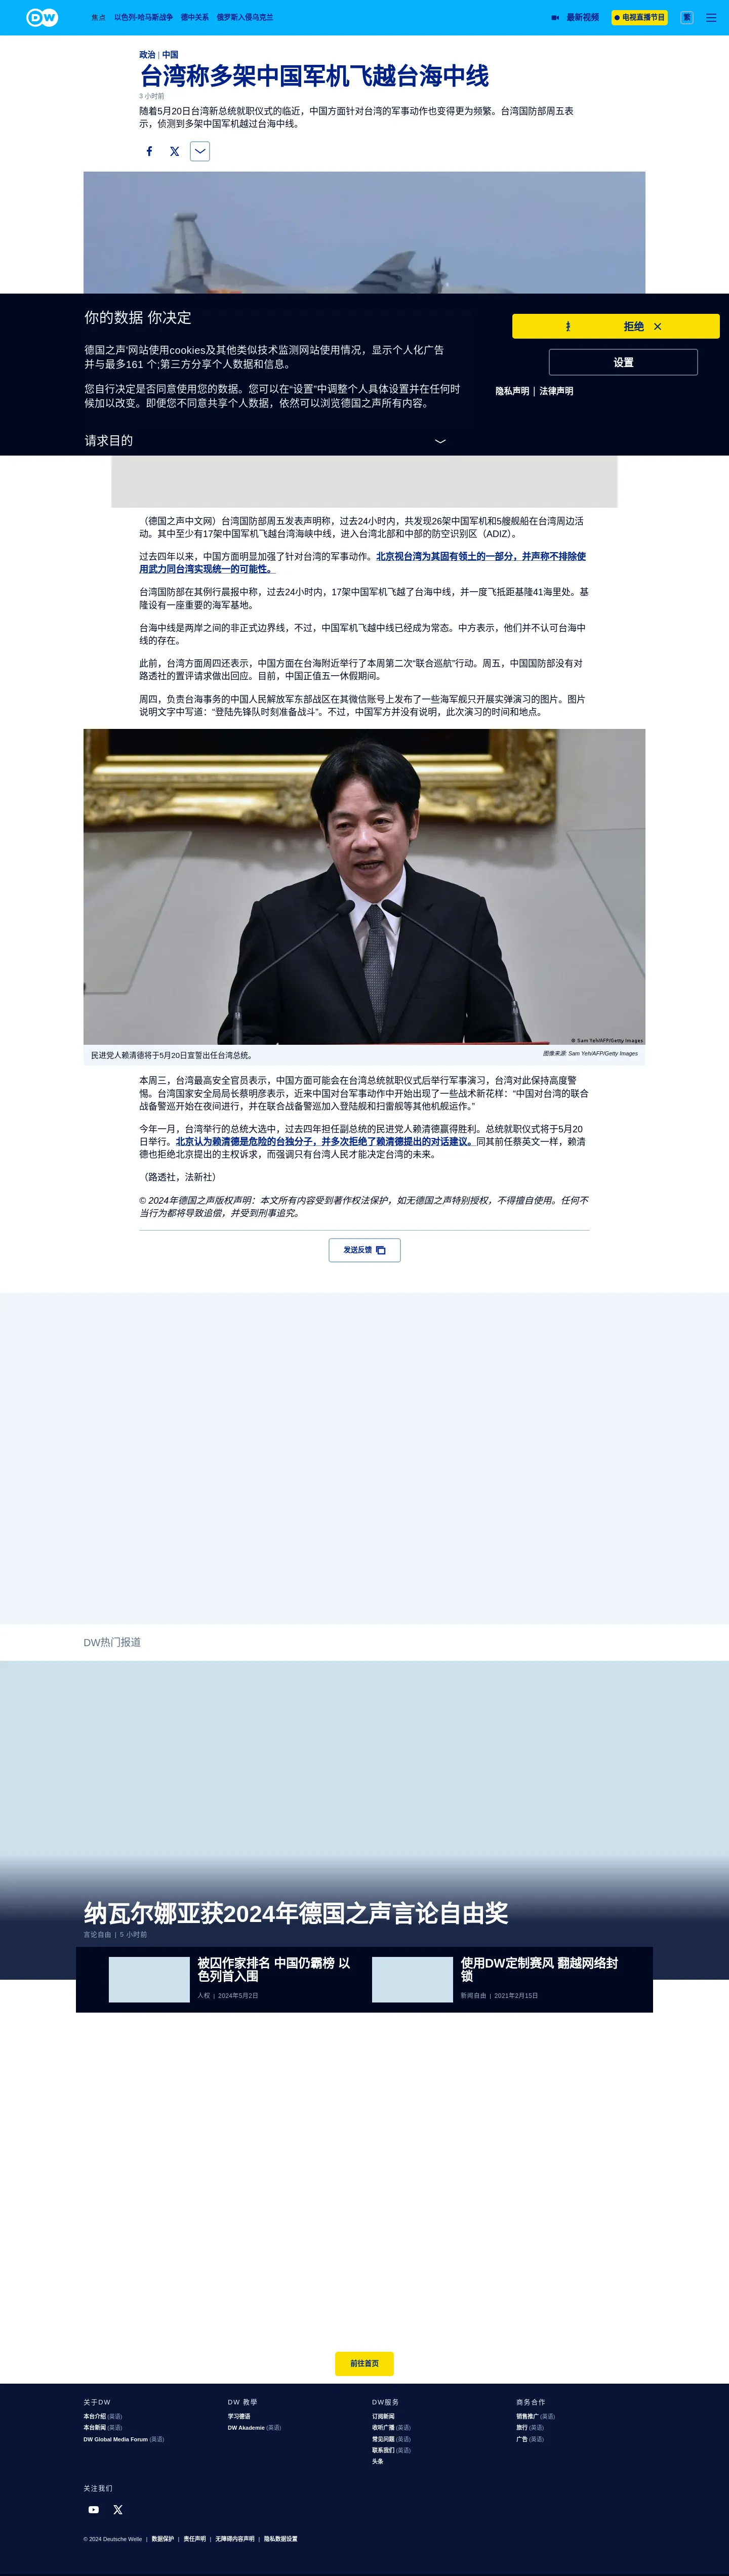 DW
焦点 以色列-哈马斯战争 德中关系 俄罗斯入侵乌克兰 最新视频 电视直播节目 繁
政治 | 中国
台湾称多架中国军机飞越台海中线
3 小时前
随着5月20日台湾新总统就职仪式的临近，中国方面针对台湾的军事动作也变得更为频繁。台湾国防部周五表
示，侦测到多架中国军机越过台海中线。
你的数据 你决定
拒绝
德国之声'网站使用cookies及其他类似技术监测网站使用情况，显示个人化广告
并与最多161 个;第三方分享个人数据和信息。
设置
您自行决定是否同意使用您的数据。您可以在"设置"中调整个人具体设置并在任何时
候加以改变。即便您不同意共享个人数据，依然可以浏览德国之声所有内容。
隐私声明 | 法律声明
请求目的
（德国之声中文网）台湾国防部周五发表声明称，过去24小时内，共发现26架中国军机和5艘舰船在台湾周边活
动。其中至少有17架中国军机飞越台湾海峡中线，进入台湾北部和中部的防空识别区（ADIZ）。
过去四年以来，中国方面明显加强了针对台湾的军事动作。北京视台湾为其固有领土的一部分，并声称不排除使
用武力同台湾实现统一的可能性。
台湾国防部在其例行晨报中称，过去24小时内，17架中国军机飞越了台海中线，并一度飞抵距基隆41海里处。基
隆设有一座重要的海军基地。
台海中线是两岸之间的非正式边界线，不过，中国军机飞越中线已经成为常态。中方表示，他们并不认可台海中
线的存在。
此前，台湾方面周四还表示，中国方面在台海附近举行了本周第二次“联合巡航”行动。周五，中国国防部没有对
路透社的置评请求做出回应。目前，中国正值五一休假期间。
周四，负责台海事务的中国人民解放军东部战区在其微信账号上发布了一些海军舰只开展实弹演习的图片。图片
说明文字中写道：“登陆先锋队时刻准备战斗”。不过，中国军方并没有说明，此次演习的时间和地点。
© Sam Yeh/AFP/Getty Images
民进党人赖清德将于5月20日宣誓出任台湾总统。
图像来源: Sam Yeh/AFP/Getty Images
本周三，台湾最高安全官员表示，中国方面可能会在台湾总统就职仪式后举行军事演习，台湾对此保持高度警
惕。台湾国家安全局局长蔡明彦表示，近来中国对台军事动作中开始出现了一些战术新花样：“中国对台湾的联合
战备警巡开始在夜间进行，并在联合战备警巡加入登陆舰和扫雷舰等其他机舰运作。”
今年一月，台湾举行的总统大选中，过去四年担任副总统的民进党人赖清德赢得胜利。总统就职仪式将于5月20
日举行。北京认为赖清德是危险的台独分子，并多次拒绝了赖清德提出的对话建议。同其前任蔡英文一样，赖清
德也拒绝北京提出的主权诉求，而强调只有台湾人民才能决定台湾的未来。
（路透社，法新社）
© 2024年德国之声版权声明：本文所有内容受到著作权法保护，如无德国之声特别授权，不得擅自使用。任何不
当行为都将导致追偿，并受到刑事追究。
发送反馈
DW热门报道
纳瓦尔娜亚获2024年德国之声言论自由奖
言论自由 | 5 小时前
被囚作家排名 中国仍霸榜 以
色列首入围
人权 | 2024年5月2日
使用DW定制赛风 翻越网络封
锁
新闻自由 | 2021年2月15日
前往首页
关于DW
本台介绍 (英语)
本台新闻 (英语)
DW Global Media Forum (英语)
DW 教學
学习德语
DW Akademie (英语)
DW服务
订阅新闻
收听广播 (英语)
常见问题 (英语)
联系我们 (英语)
头条
商务合作
销售推广 (英语)
旅行 (英语)
广告 (英语)
关注我们
© 2024 Deutsche Welle | 数据保护 | 责任声明 | 无障碍内容声明 | 隐私数据设置